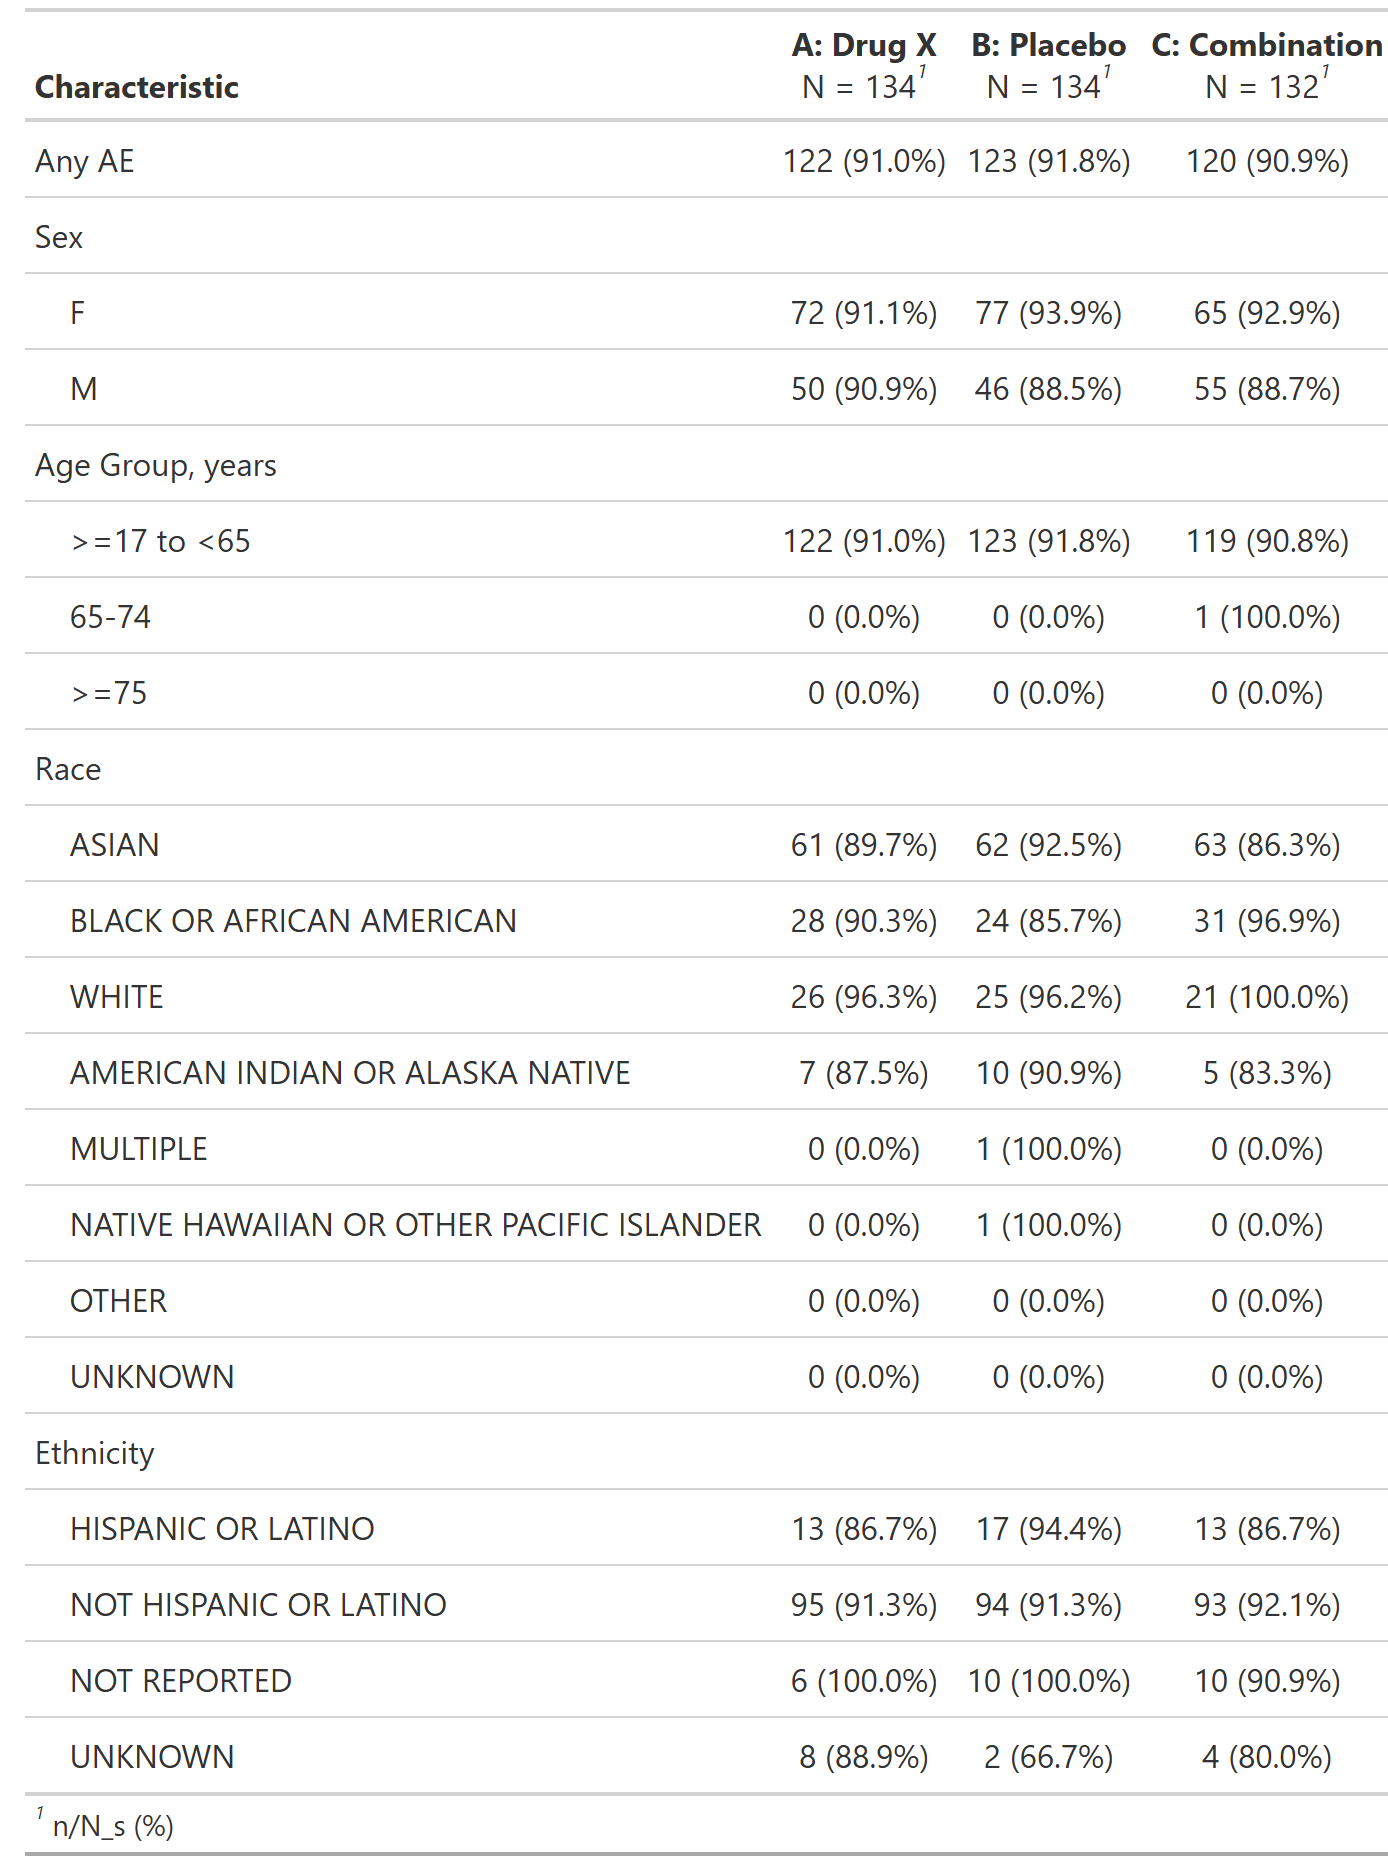 A: Drug X B: Placebo C: Combination
Characteristic N = 134¹ N = 134¹ N = 132¹
Any AE 122 (91.0%) 123 (91.8%) 120 (90.9%)
Sex
F 72 (91.1%) 77 (93.9%) 65 (92.9%)
M 50 (90.9%) 46 (88.5%) 55 (88.7%)
Age Group, years
>=17 to <65 122 (91.0%) 123 (91.8%) 119 (90.8%)
65-74 0 (0.0%) 0 (0.0%) 1 (100.0%)
>=75 0 (0.0%) 0 (0.0%) 0 (0.0%)
Race
ASIAN 61 (89.7%) 62 (92.5%) 63 (86.3%)
BLACK OR AFRICAN AMERICAN 28 (90.3%) 24 (85.7%) 31 (96.9%)
WHITE 26 (96.3%) 25 (96.2%) 21 (100.0%)
AMERICAN INDIAN OR ALASKA NATIVE 7 (87.5%) 10 (90.9%) 5 (83.3%)
MULTIPLE 0 (0.0%) 1 (100.0%) 0 (0.0%)
NATIVE HAWAIIAN OR OTHER PACIFIC ISLANDER 0 (0.0%) 1 (100.0%) 0 (0.0%)
OTHER 0 (0.0%) 0 (0.0%) 0 (0.0%)
UNKNOWN 0 (0.0%) 0 (0.0%) 0 (0.0%)
Ethnicity
HISPANIC OR LATINO 13 (86.7%) 17 (94.4%) 13 (86.7%)
NOT HISPANIC OR LATINO 95 (91.3%) 94 (91.3%) 93 (92.1%)
NOT REPORTED 6 (100.0%) 10 (100.0%) 10 (90.9%)
UNKNOWN 8 (88.9%) 2 (66.7%) 4 (80.0%)
¹ n/N_s (%)